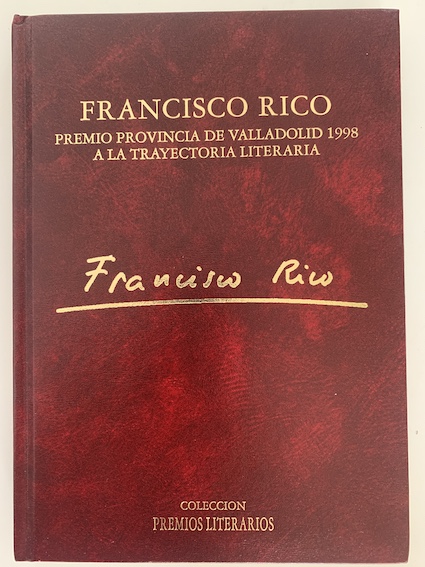 FRANCISCO RICO
PREMIO PROVINCIA DE VALLADOLID 1998
A LA TRAYECTORIA LITERARIA
Francisco Rico
COLECCION
PREMIOS LITERARIOS